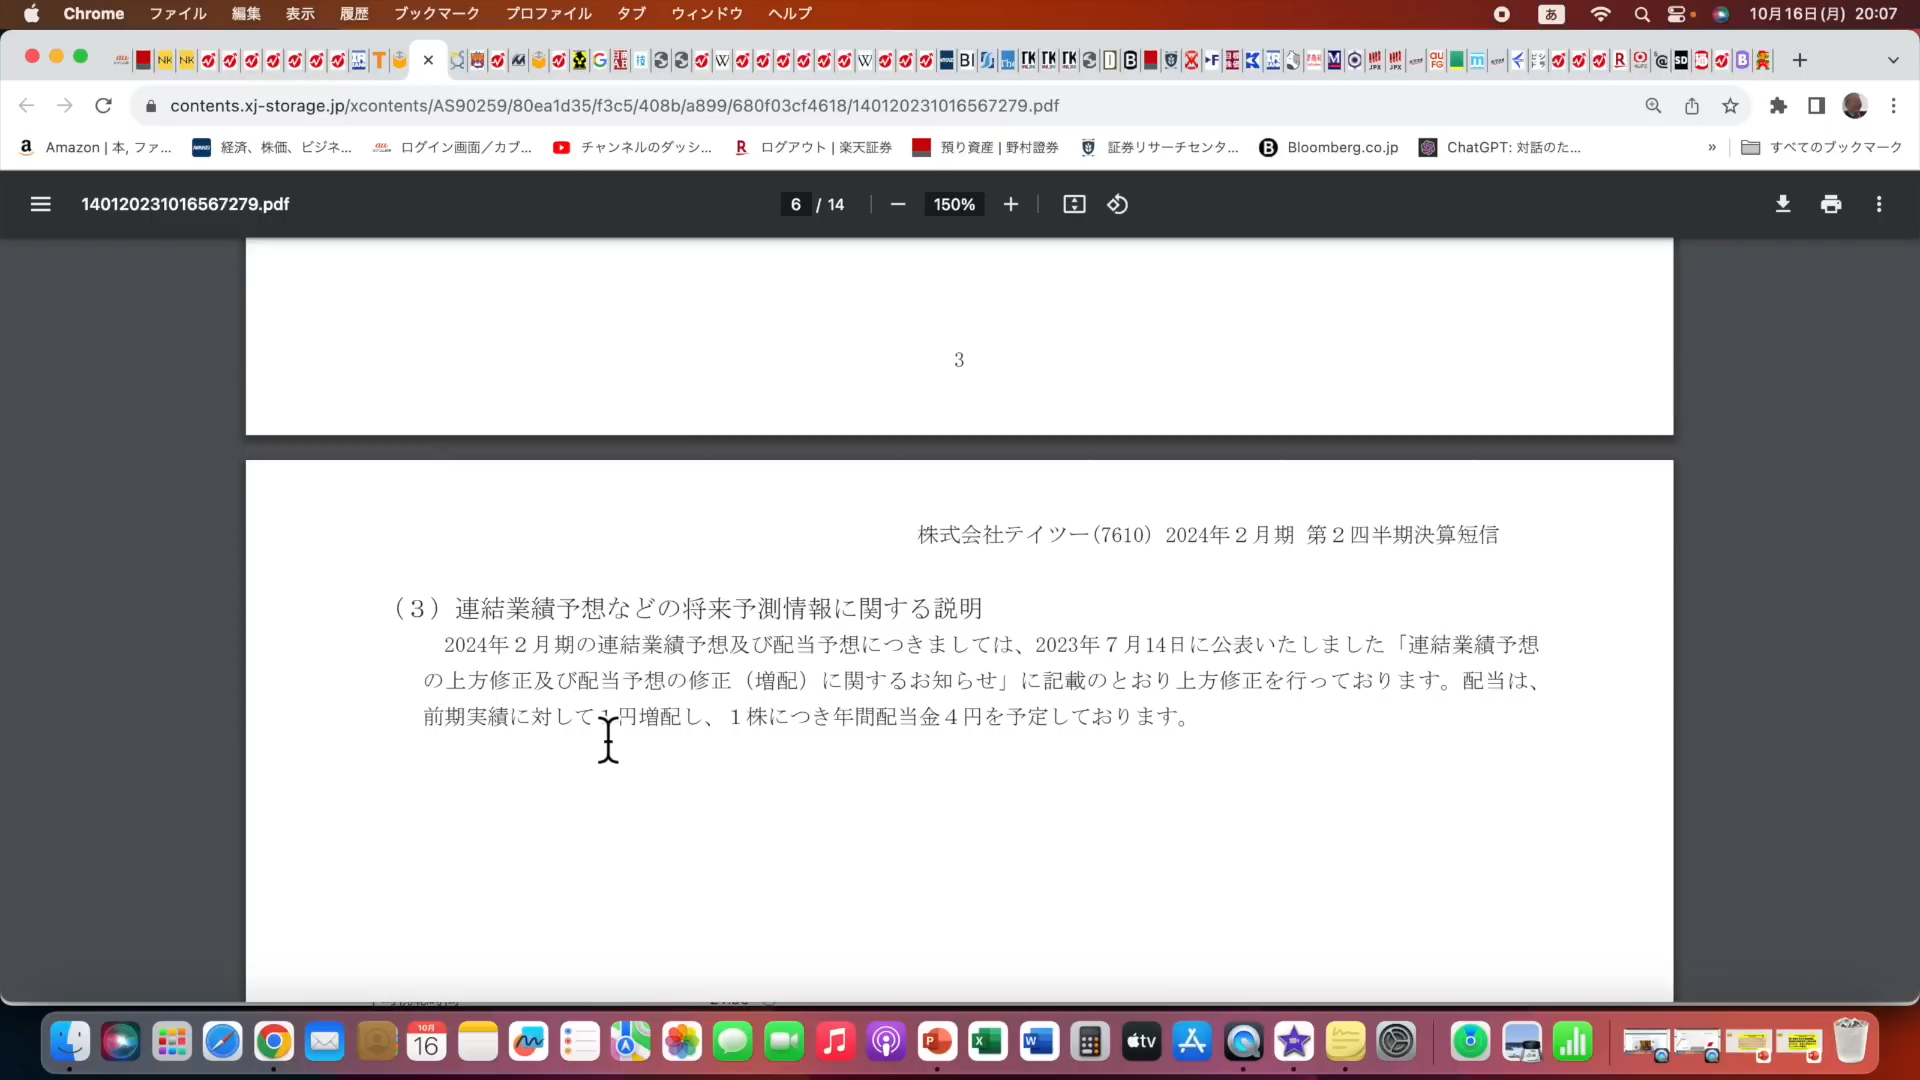 Chrome ファイル 編集 表示 履歴 ブックマーク プロファイル タブ ウィンドウ ヘルプ あ 10月16日(月) 20:07
contents.xj-storage.jp/xcontents/AS90259/80ea1d35/f3c5/408b/a899/680f03cf4618/140120231016567279.pdf
Amazon | 本, ファ... 経済、株価、ビジネ... ログイン画面／カブ... チャンネルのダッシ... ログアウト | 楽天証券 預り資産 | 野村證券 証券リサーチセンタ... Bloomberg.co.jp ChatGPT: 対話のた... » すべてのブックマーク
140120231016567279.pdf 6 / 14 150%
3
株式会社テイツー(7610) 2024年２月期 第２四半期決算短信
（３）連結業績予想などの将来予測情報に関する説明
2024年２月期の連結業績予想及び配当予想につきましては、2023年７月14日に公表いたしました「連結業績予想
の上方修正及び配当予想の修正（増配）に関するお知らせ」に記載のとおり上方修正を行っております。配当は、
前期実績に対して１円増配し、１株につき年間配当金４円を予定しております。
10月
16
tv